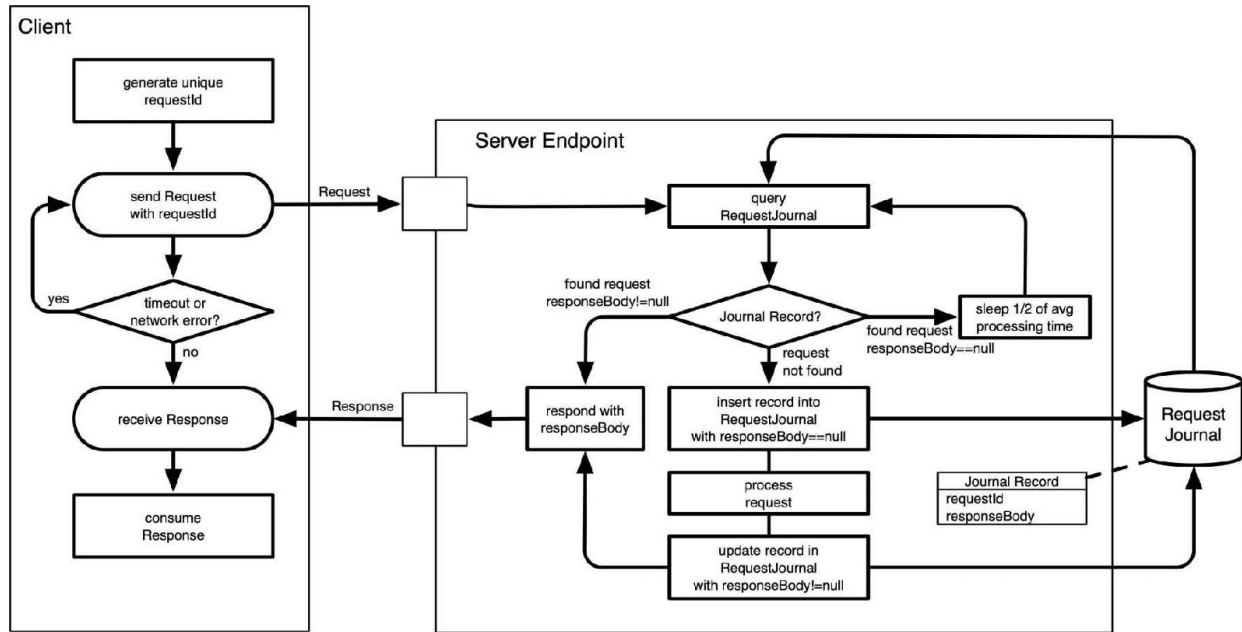 Client
generate unique
requestId
send Request
with requestId
yes
timeout or
network error?
no
receive Response
consume
Response
Request
Response
Server Endpoint
query
RequestJournal
found request
responseBody!=null
Journal Record?
found request
responseBody==null
sleep 1/2 of avg
processing time
request
not found
respond with
responseBody
insert record into
RequestJournal
with responseBody==null
process
request
update record in
RequestJournal
with responseBody!=null
Request
Journal
Journal Record
requestId
responseBody